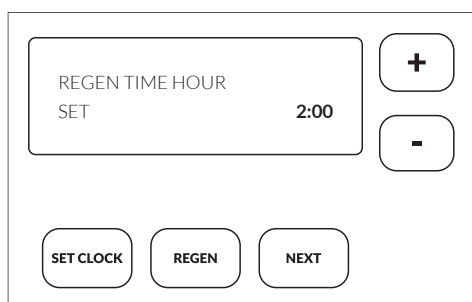 REGEN TIME HOUR
SET 2:00
+
-
SET CLOCK REGEN NEXT